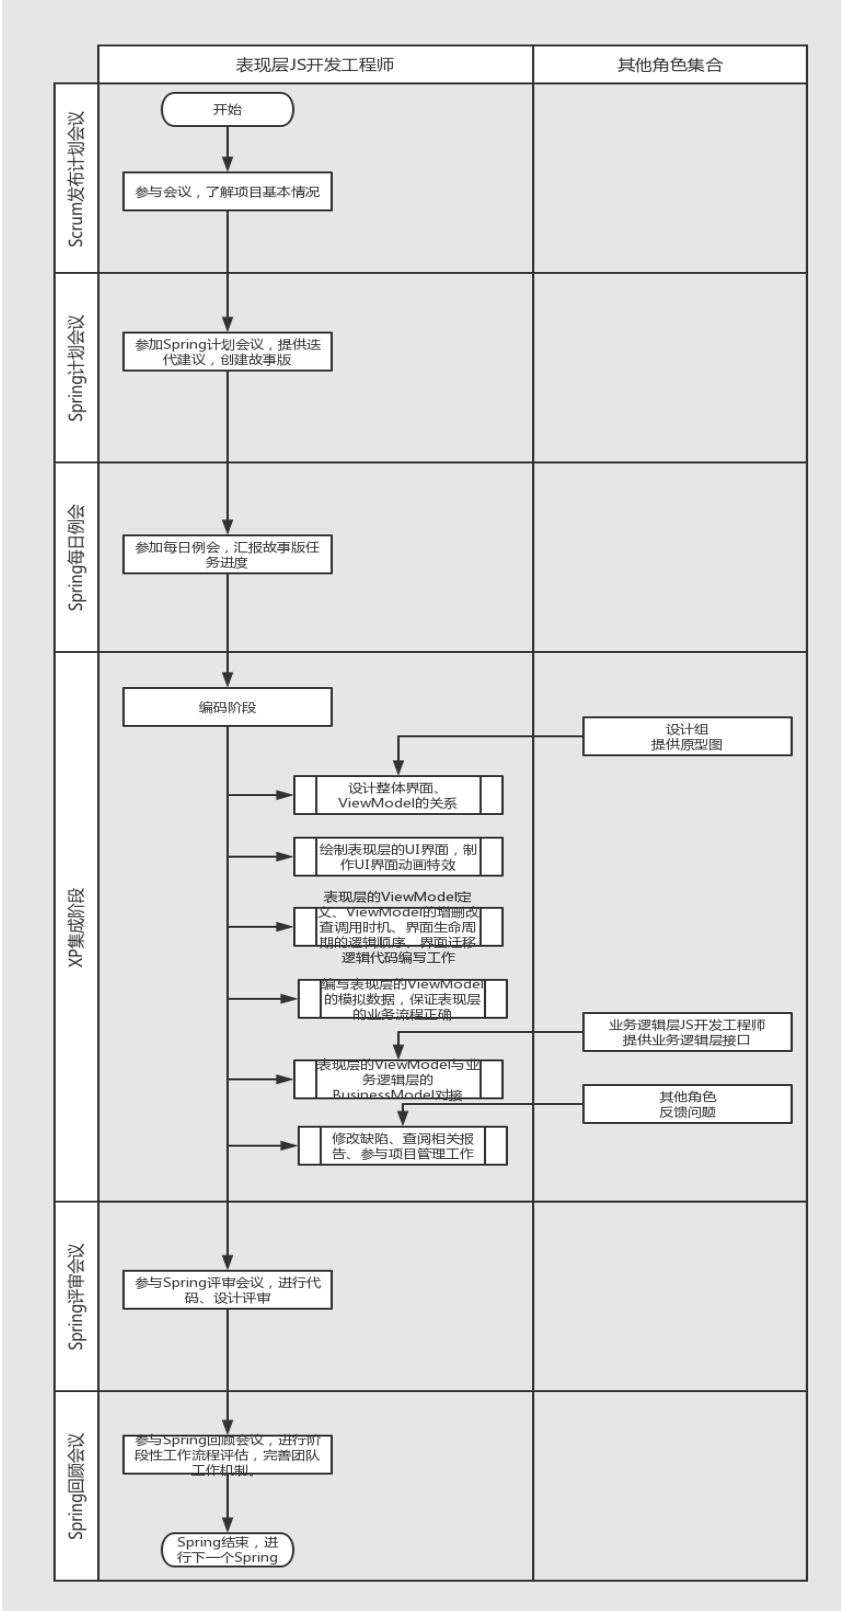 表现层JS开发工程师
其他角色集合
Scrum发布计划会议
开始
参与会议，了解项目基本情况
Spring计划会议
参加Spring计划会议，提供迭
代建议，创建故事版
Spring每日例会
参加每日例会，汇报故事版任
务进度
XP集成阶段
编码阶段
设计组
提供原型图
设计整体界面、
ViewModel的关系
绘制表现层的UI界面，制
作UI界面动画特效
表现层的ViewModel定
义、ViewModel的增删改
查调用时机、界面生命周
期的逻辑顺序、界面迁移
逻辑代码编写工作
编写表现层的ViewModel
的模拟数据，保证表现层
的业务流程正确
业务逻辑层JS开发工程师
提供业务逻辑层接口
表现层的ViewModel与业
务逻辑层的
BusinessModel对接
其他角色
反馈问题
修改缺陷、查阅相关报
告、参与项目管理工作
Spring评审会议
参与Spring评审会议，进行代
码、设计评审
Spring回顾会议
参与Spring回顾会议，进行阶
段性工作流程评估，完善团队
工作机制。
Spring结束，进
行下一个Spring